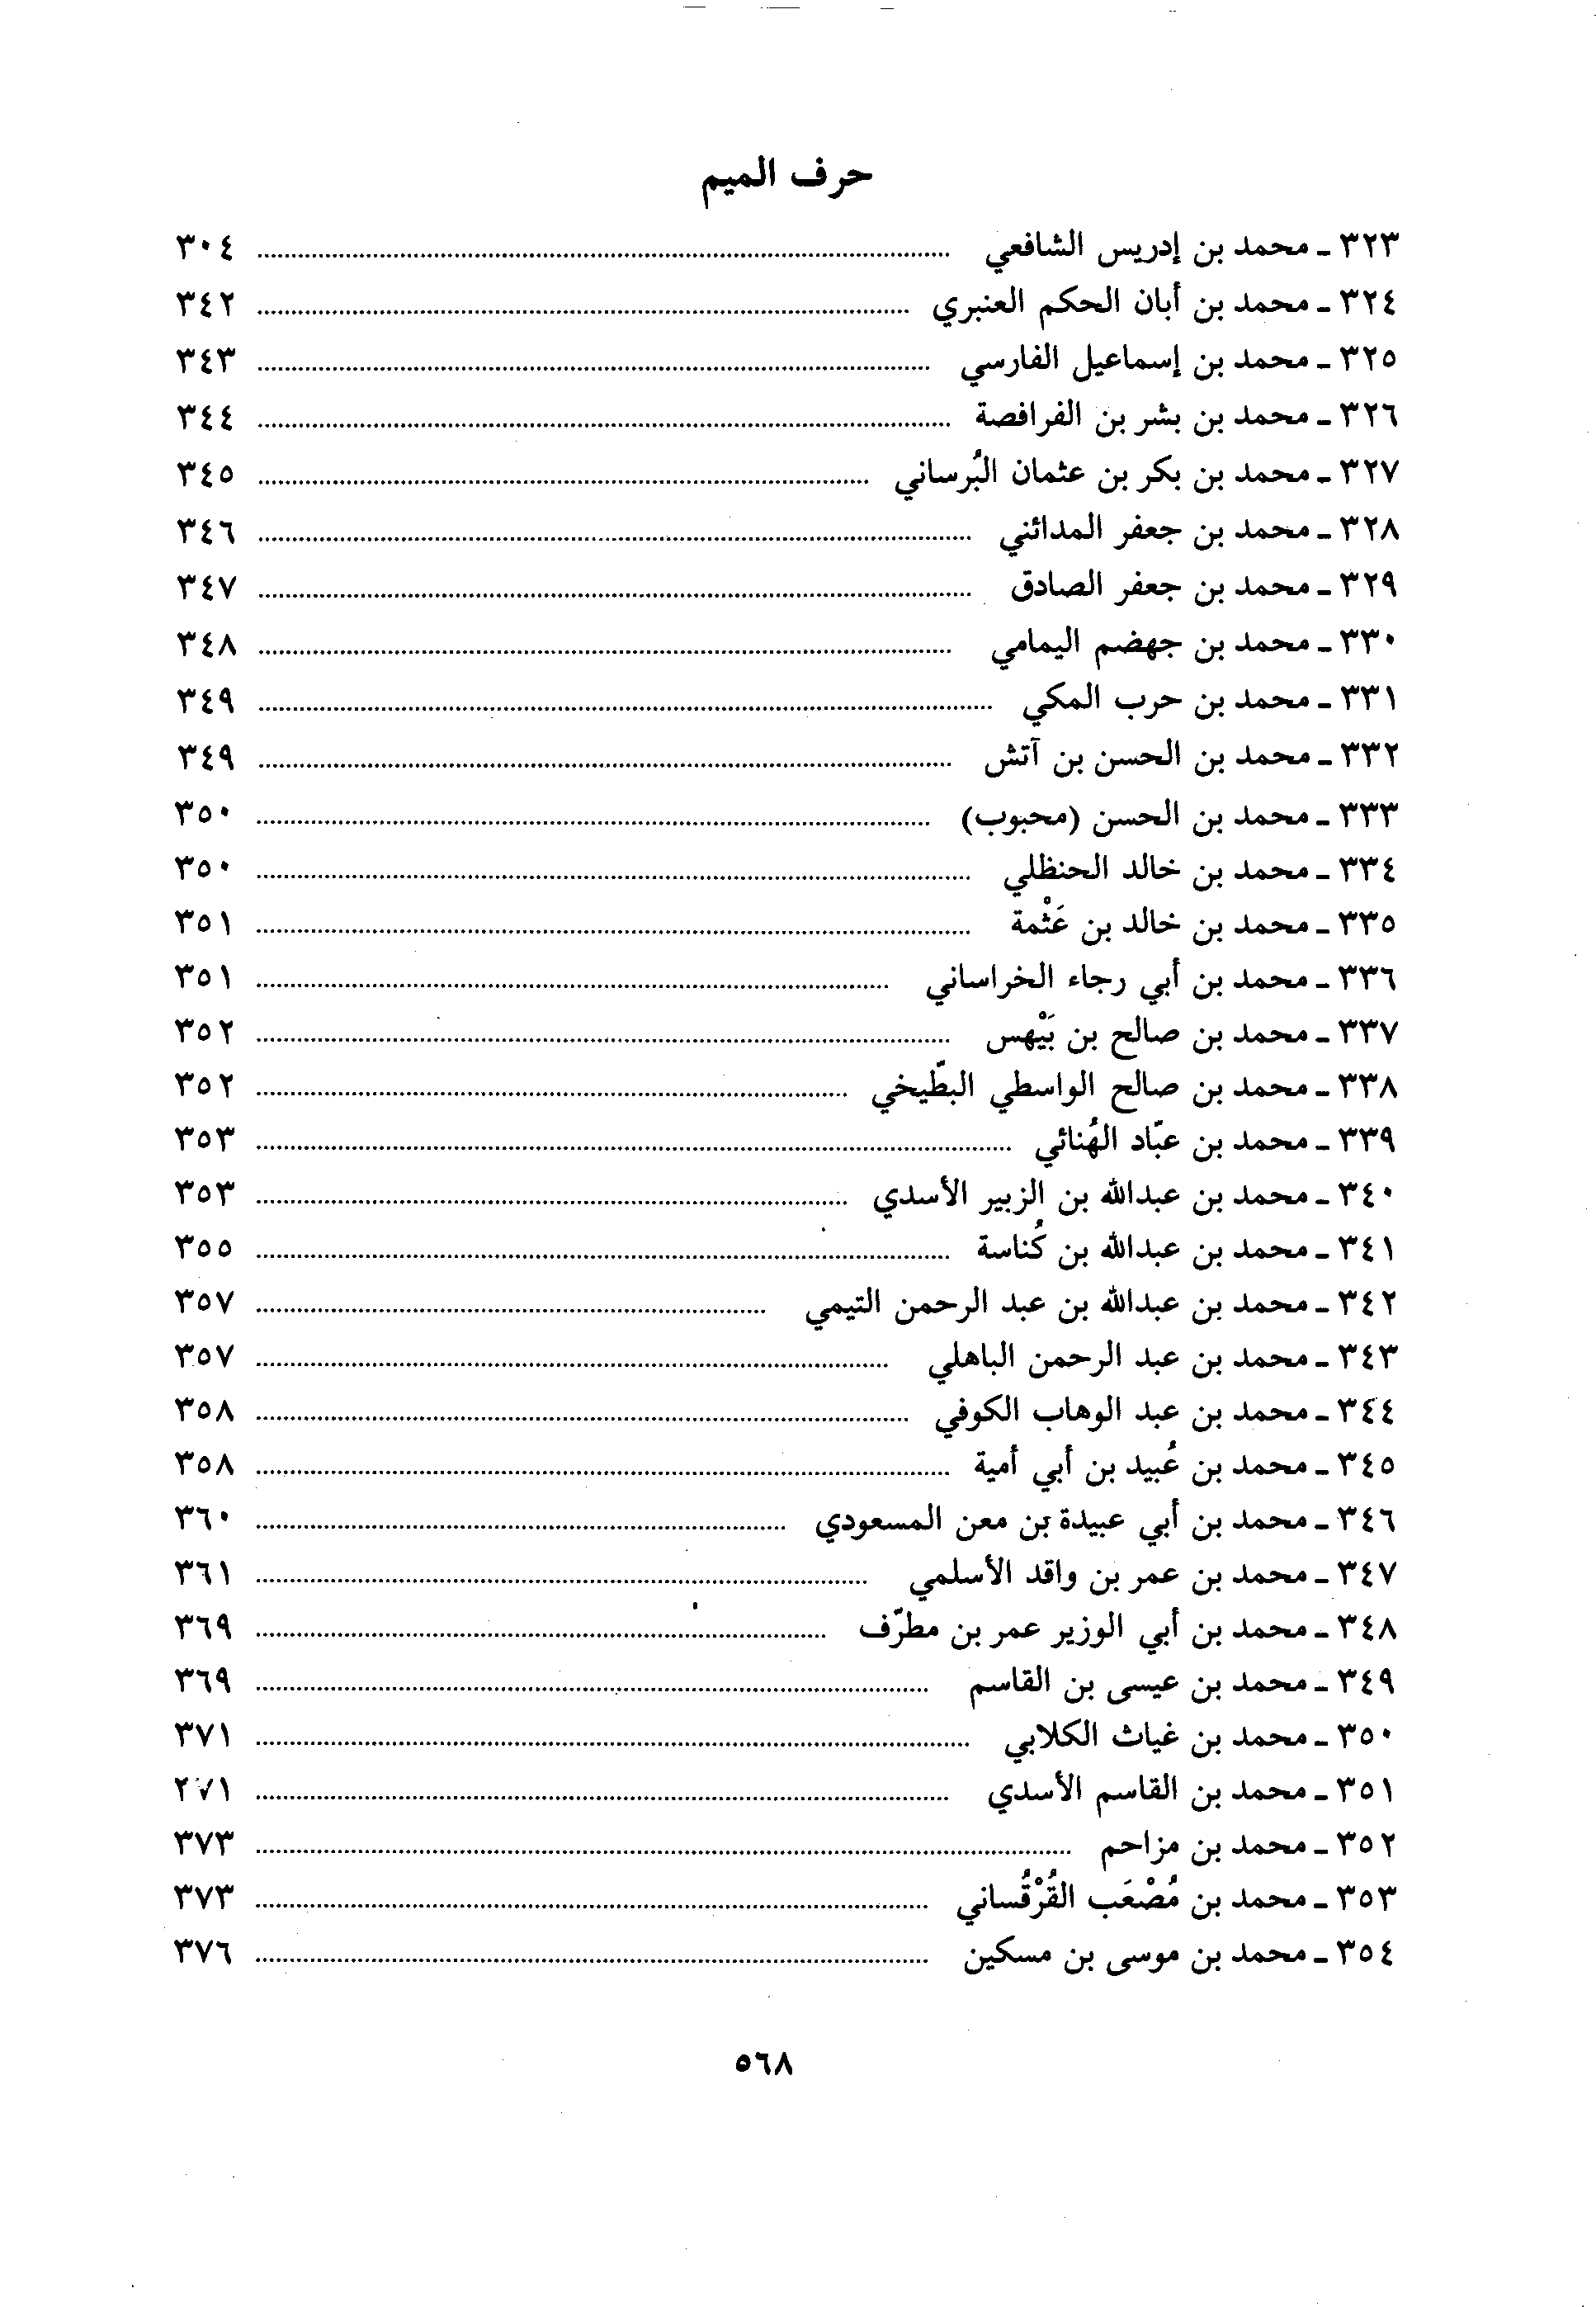 حرف الميم
٣٢٣ ـ محمد بن إدريس الشافعي ........ ٣٠٤
٣٢٤ ـ محمد بن أبان الحكم العنبري ........ ٣٤٢
٣٢٥ ـ محمد بن إسماعيل الفارسي ........ ٣٤٣
٣٢٦ ـ محمد بن بشر بن الفرافصة ........ ٣٤٤
٣٢٧ ـ محمد بن بكر بن عثمان البُرساني ........ ٣٤٥
٣٢٨ ـ محمد بن جعفر المدائني ........ ٣٤٦
٣٢٩ ـ محمد بن جعفر الصادق ........ ٣٤٧
٣٣٠ ـ محمد بن جهضم اليمامي ........ ٣٤٨
٣٣١ ـ محمد بن حرب المكي ........ ٣٤٩
٣٣٢ ـ محمد بن الحسن بن آتش ........ ٣٤٩
٣٣٣ ـ محمد بن الحسن (محبوب) ........ ٣٥٠
٣٣٤ ـ محمد بن خالد الحنظلي ........ ٣٥٠
٣٣٥ ـ محمد بن خالد بن عَثْمة ........ ٣٥١
٣٣٦ ـ محمد بن أبي رجاء الخراساني ........ ٣٥١
٣٣٧ ـ محمد بن صالح بن بَيْهس ........ ٣٥٢
٣٣٨ ـ محمد بن صالح الواسطي البطّيخي ........ ٣٥٢
٣٣٩ ـ محمد بن عبّاد الهُنائي ........ ٣٥٣
٣٤٠ ـ محمد بن عبدالله بن الزبير الأسدي ........ ٣٥٣
٣٤١ ـ محمد بن عبدالله بن كُناسة ........ ٣٥٥
٣٤٢ ـ محمد بن عبدالله بن عبد الرحمن التيمي ........ ٣٥٧
٣٤٣ ـ محمد بن عبد الرحمن الباهلي ........ ٣٥٧
٣٤٤ ـ محمد بن عبد الوهاب الكوفي ........ ٣٥٨
٣٤٥ ـ محمد بن عُبيد بن أبي أمية ........ ٣٥٨
٣٤٦ ـ محمد بن أبي عبيدة بن معن المسعودي ........ ٣٦٠
٣٤٧ ـ محمد بن عمر بن واقد الأسلمي ........ ٣٦١
٣٤٨ ـ محمد بن أبي الوزير عمر بن مطرّف ........ ٣٦٩
٣٤٩ ـ محمد بن عيسى بن القاسم ........ ٣٦٩
٣٥٠ ـ محمد بن غياث الكلابي ........ ٣٧١
٣٥١ ـ محمد بن القاسم الأسدي ........ ٢٧١
٣٥٢ ـ محمد بن مزاحم ........ ٣٧٣
٣٥٣ ـ محمد بن مُصْعَب القُرْقُساني ........ ٣٧٣
٣٥٤ ـ محمد بن موسى بن مسكين ........ ٣٧٦
٥٦٨